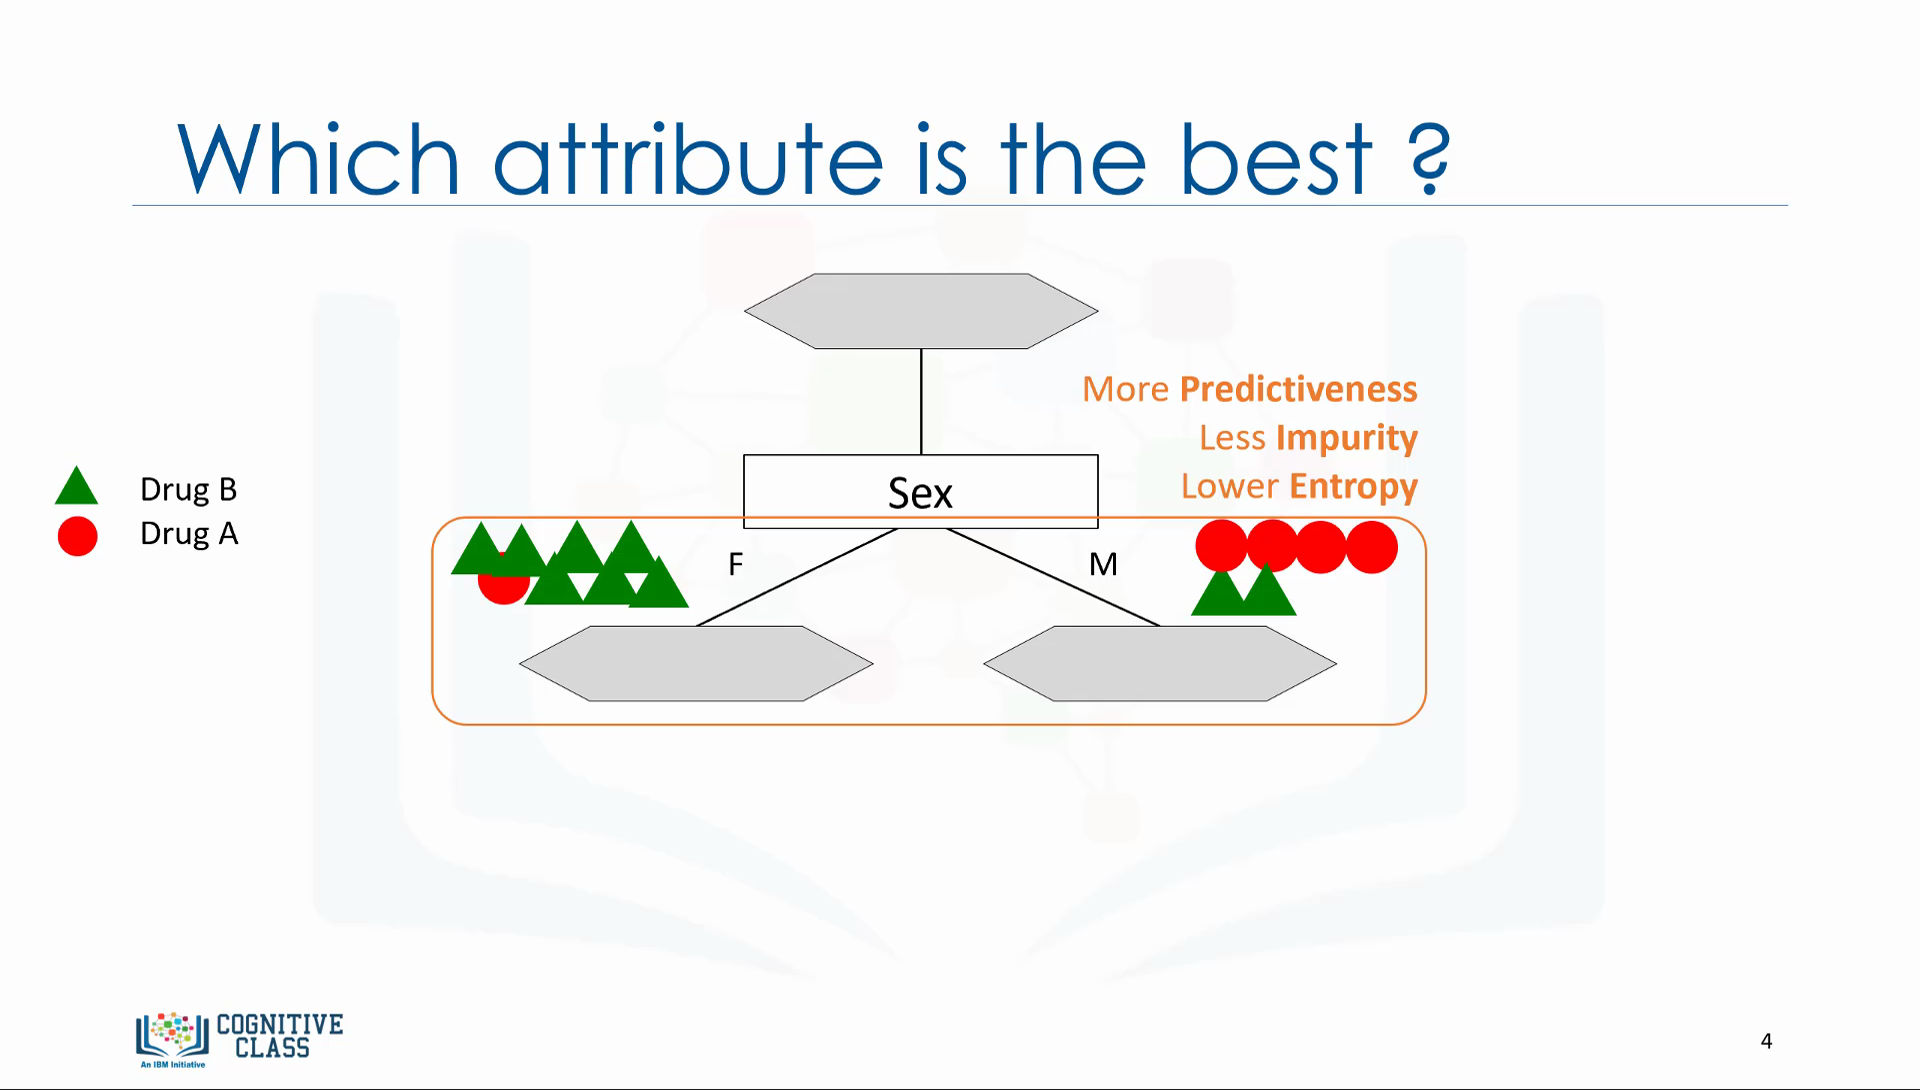 Which attribute is the best ?
More Predictiveness
Less Impurity
Lower Entropy
Drug B
Drug A
Sex
F
M
COGNITIVE
CLASS
An IBM Initiative
4